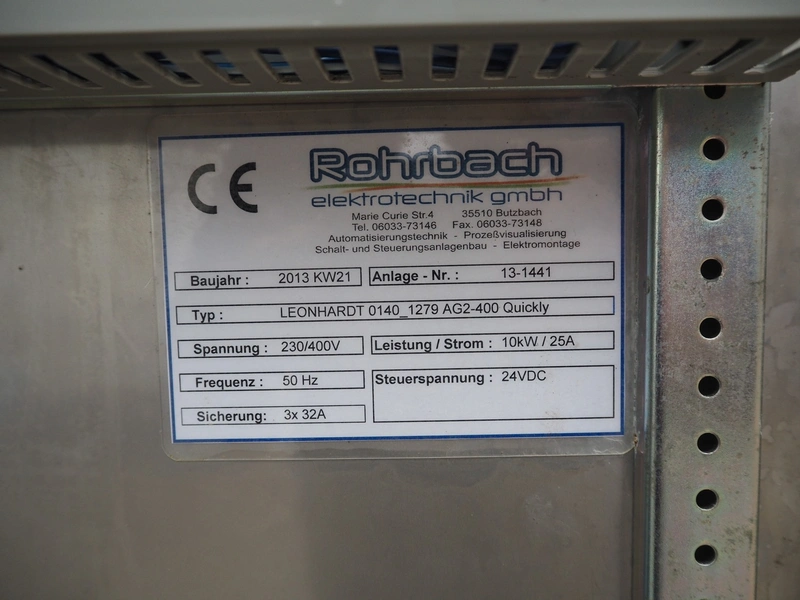 CE
Rohrbach
elektrotechnik gmbh
Marie Curie Str.4 35510 Butzbach
Tel. 06033-73146 Fax. 06033-73148
Automatisierungstechnik - Prozeßvisualisierung
Schalt- und Steuerungsanlagenbau - Elektromontage
Baujahr : 2013 KW21 Anlage - Nr. : 13-1441
Typ : LEONHARDT 0140_1279 AG2-400 Quickly
Spannung : 230/400V Leistung / Strom : 10kW / 25A
Frequenz : 50 Hz Steuerspannung : 24VDC
Sicherung: 3x 32A